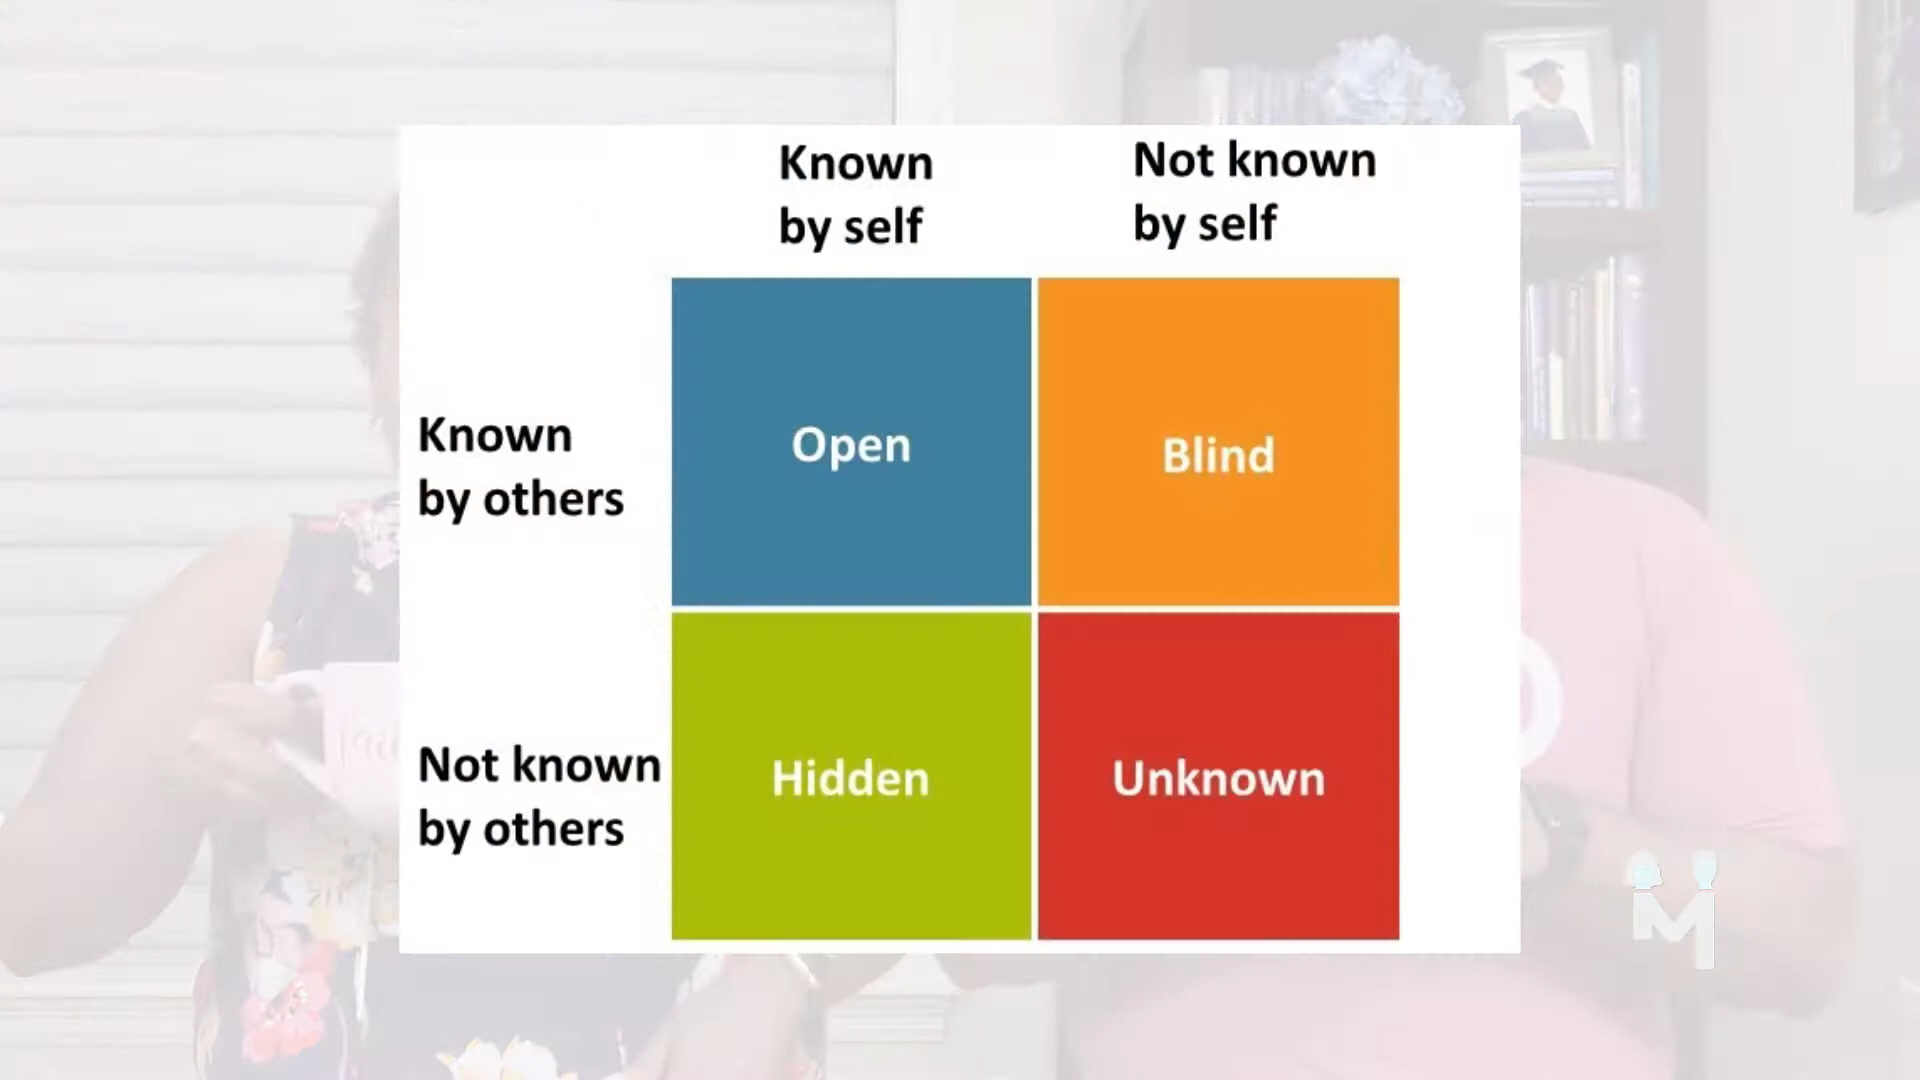 Known
by self
Not known
by self
Known
by others
Open
Blind
Not known
by others
Hidden
Unknown
M